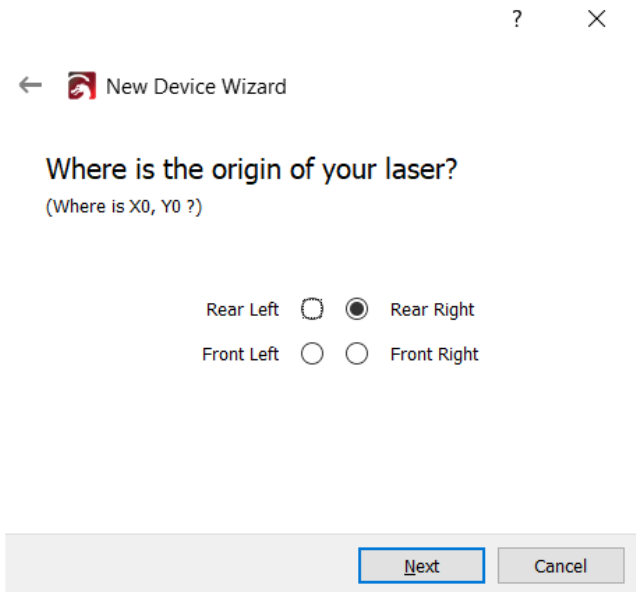 ?
New Device Wizard
Where is the origin of your laser?
(Where is X0, Y0 ?)
Rear Left Rear Right
Front Left Front Right
Next Cancel